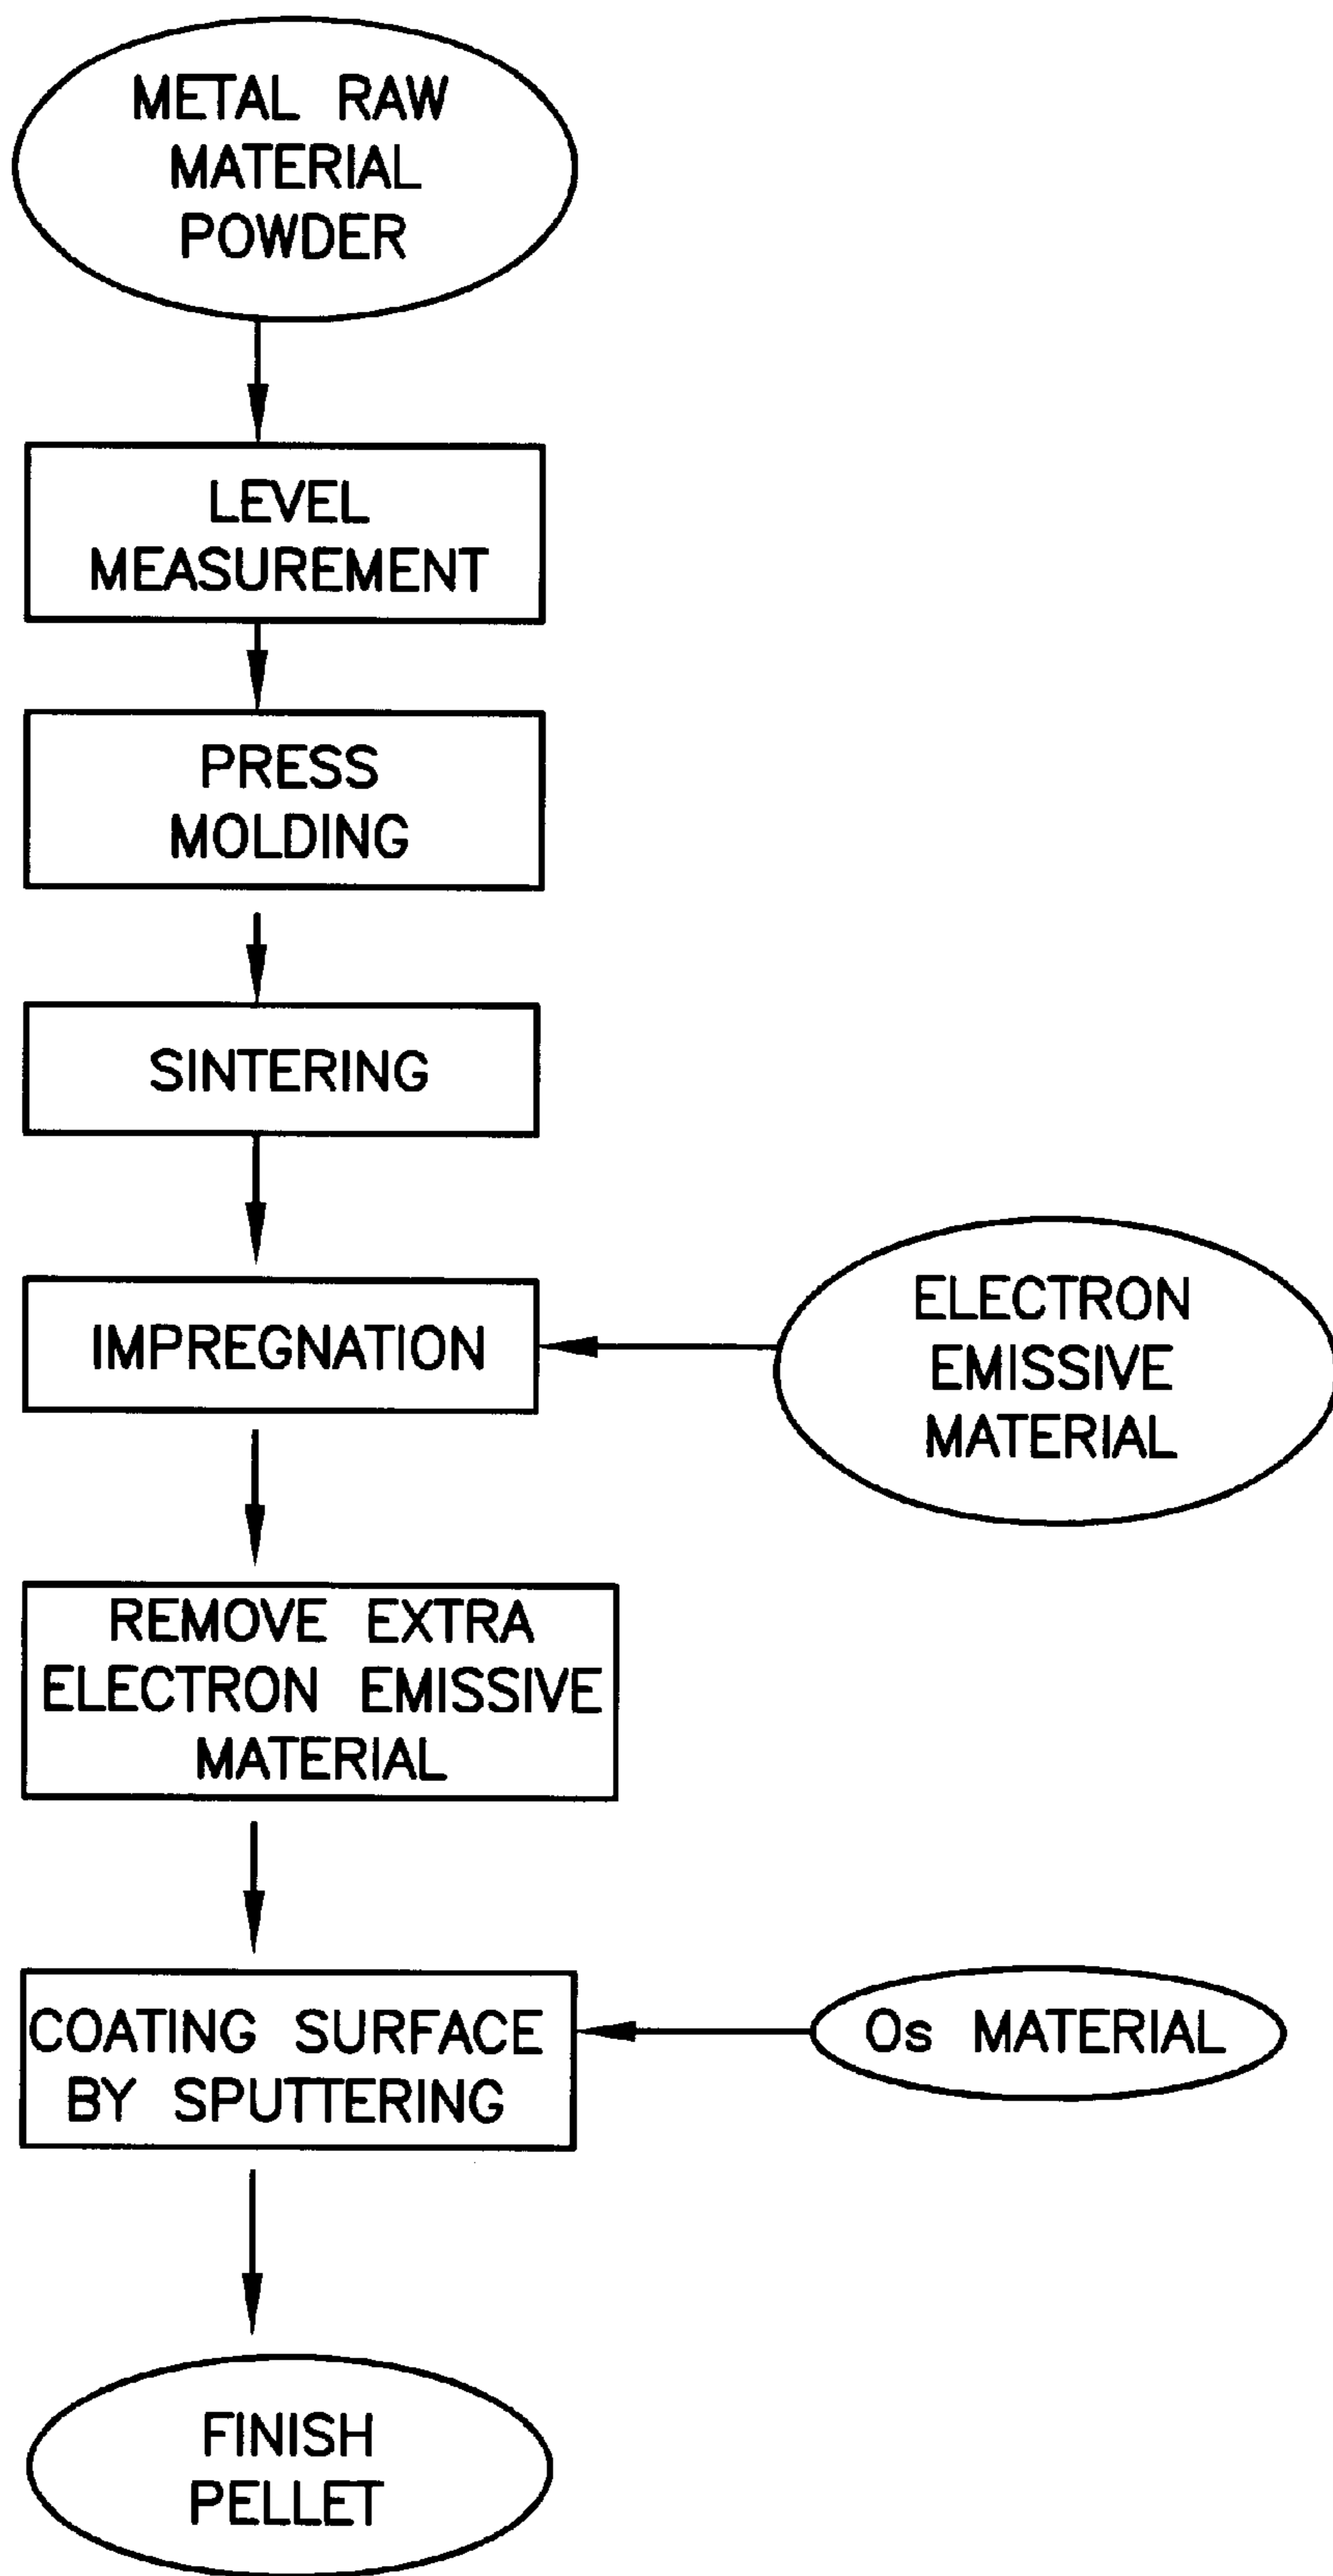 METAL RAW
MATERIAL
POWDER
LEVEL
MEASUREMENT
PRESS
MOLDING
SINTERING
IMPREGNATION
ELECTRON
EMISSIVE
MATERIAL
REMOVE EXTRA
ELECTRON EMISSIVE
MATERIAL
COATING SURFACE
BY SPUTTERING
Os MATERIAL
FINISH
PELLET